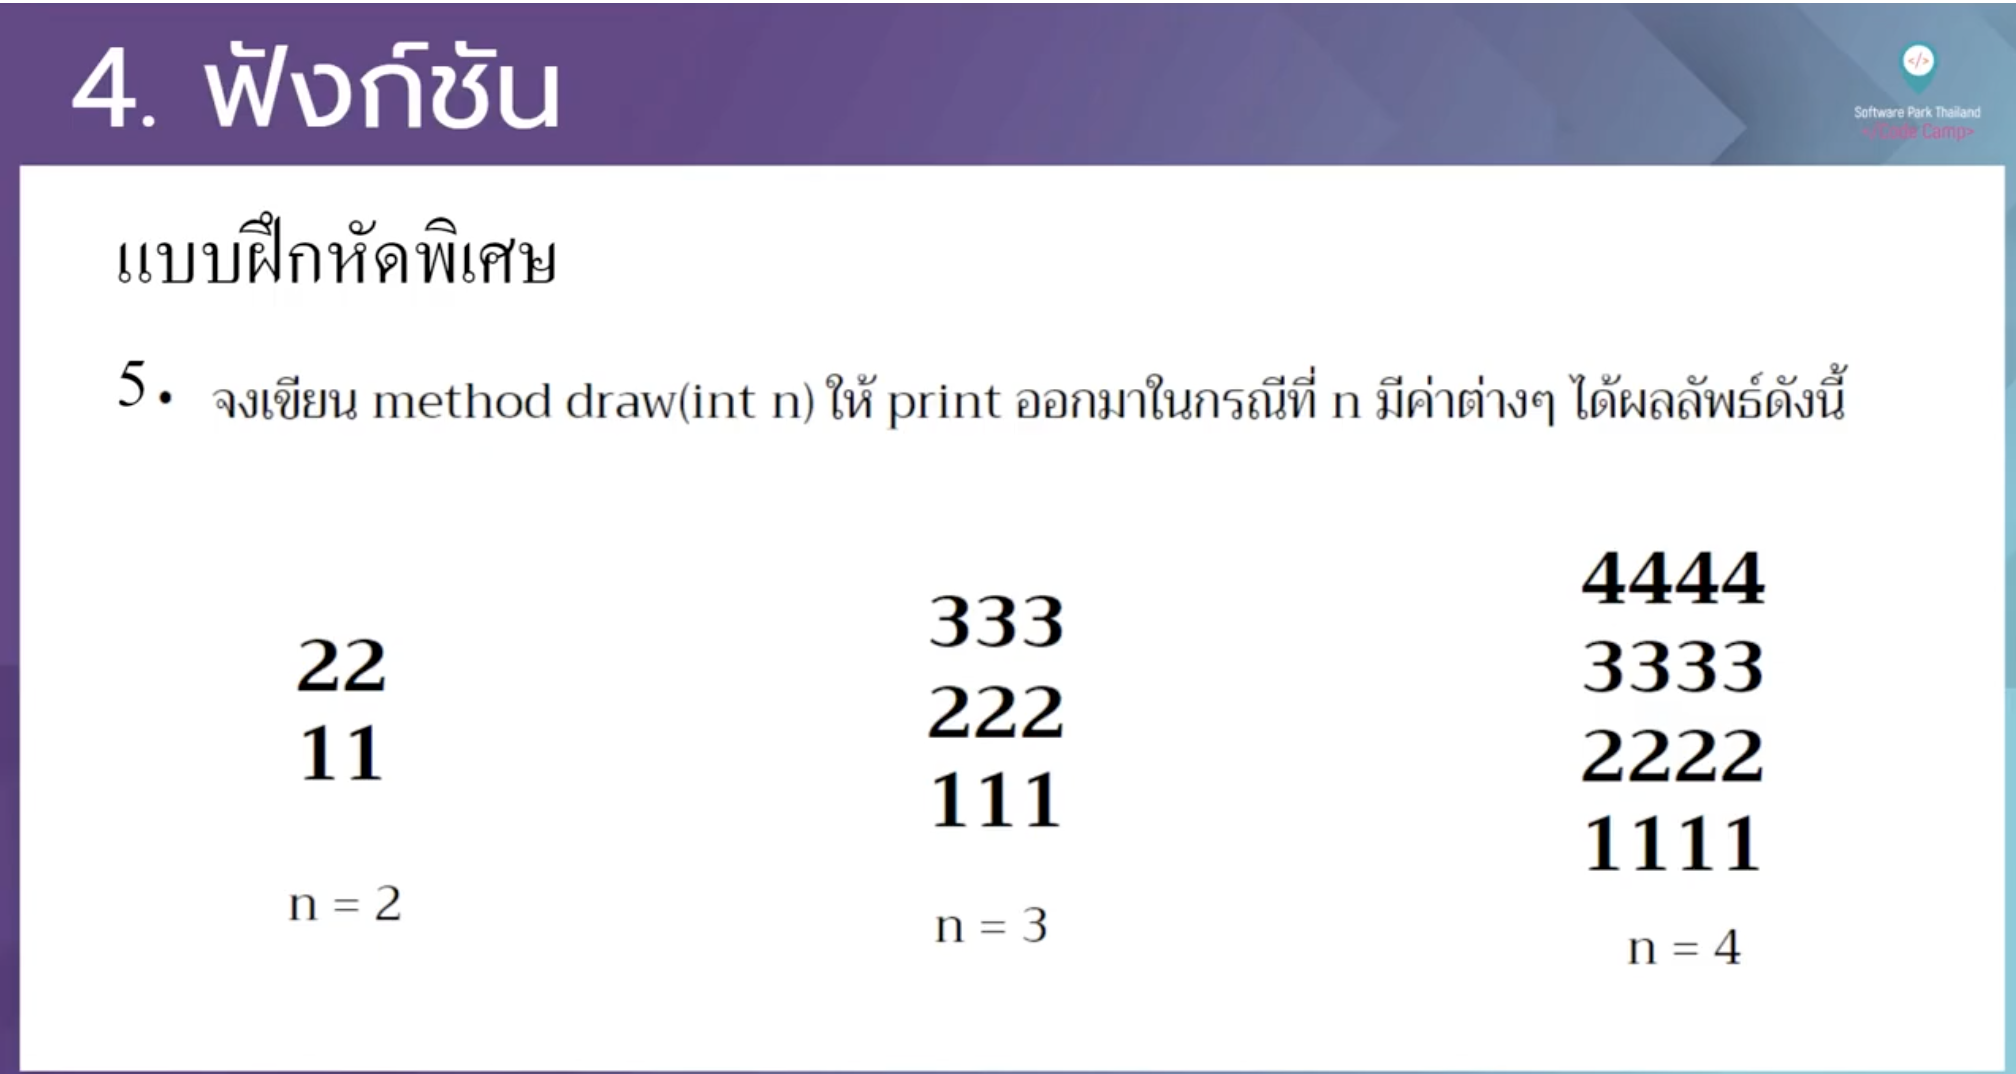 4. ฟังก์ชัน
</>
Software Park Thailand
</Code Camp>
แบบฝึกหัดพิเศษ
5. จงเขียน method draw(int n) ให้ print ออกมาในกรณีที่ n มีค่าต่างๆ ได้ผลลัพธ์ดังนี้
22
11
n = 2
333
222
111
n = 3
4444
3333
2222
1111
n = 4